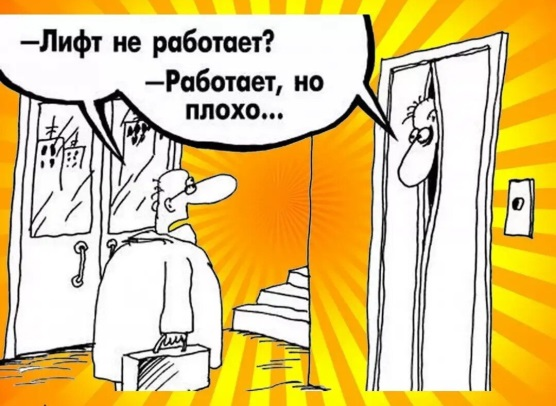 —Лифт не работает?
—Работает, но
плохо...